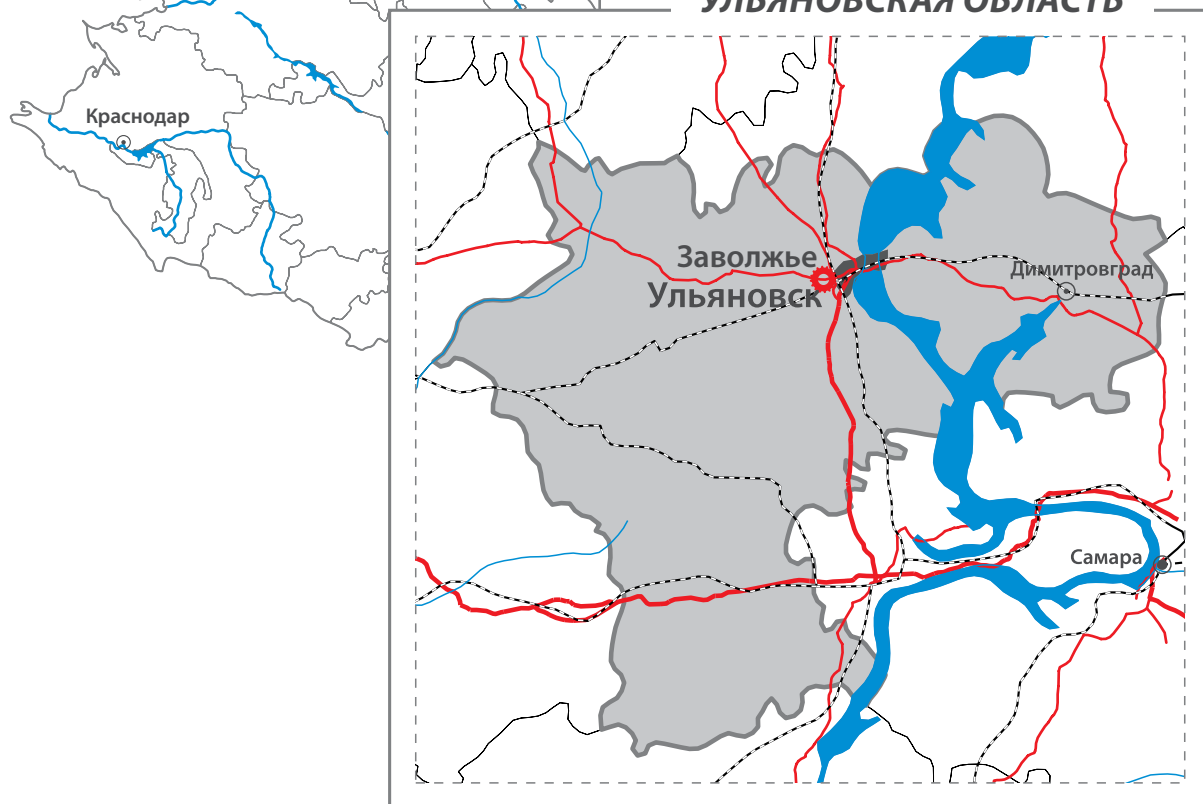 УЛЬЯНОВСКАЯ ОБЛАСТЬ
Краснодар
Заволжье
Ульяновск
Димитровград
Самара